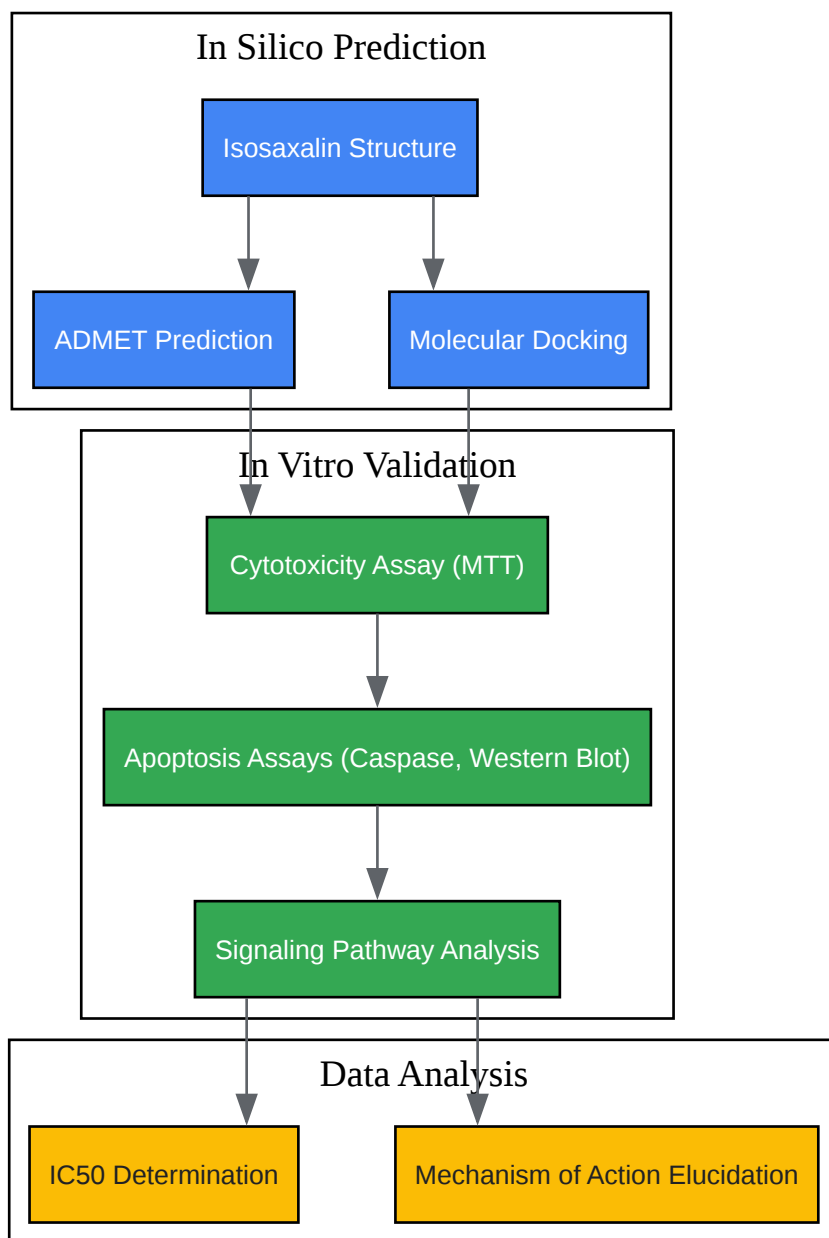 In Silico Prediction
Isosaxalin Structure
ADMET Prediction
Molecular Docking
In Vitro Validation
Cytotoxicity Assay (MTT)
Apoptosis Assays (Caspase, Western Blot)
Signaling Pathway Analysis
Data Analysis
IC50 Determination
Mechanism of Action Elucidation